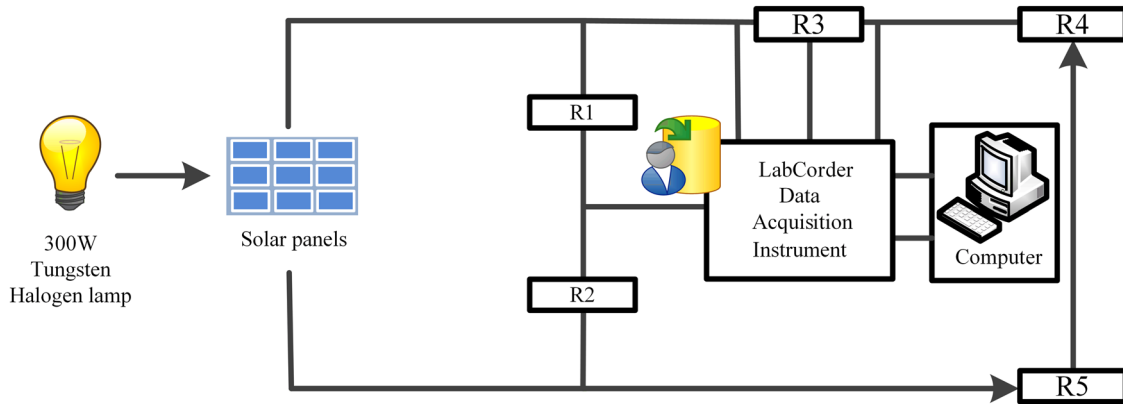 R3
R4
R1
LabCorder
Data
Acquisition
Instrument
Computer
300W
Tungsten
Halogen lamp
Solar panels
R2
R5